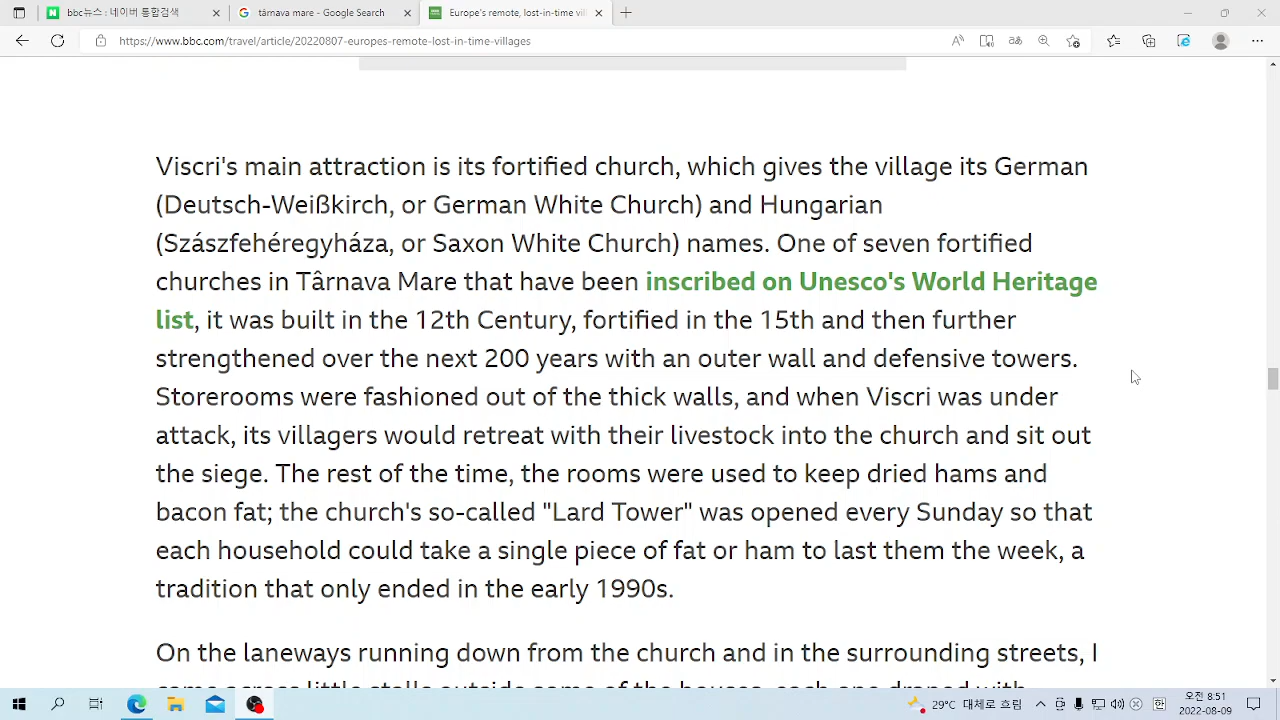 bbc뉴스 : 네이버 통합검색
târnava mare - Google Search
Europe's remote, lost-in-time vil
https://www.bbc.com/travel/article/20220807-europes-remote-lost-in-time-villages
Viscri's main attraction is its fortified church, which gives the village its German
(Deutsch-Weißkirch, or German White Church) and Hungarian
(Szászfehéregyháza, or Saxon White Church) names. One of seven fortified
churches in Târnava Mare that have been inscribed on Unesco's World Heritage
list, it was built in the 12th Century, fortified in the 15th and then further
strengthened over the next 200 years with an outer wall and defensive towers.
Storerooms were fashioned out of the thick walls, and when Viscri was under
attack, its villagers would retreat with their livestock into the church and sit out
the siege. The rest of the time, the rooms were used to keep dried hams and
bacon fat; the church's so-called "Lard Tower" was opened every Sunday so that
each household could take a single piece of fat or ham to last them the week, a
tradition that only ended in the early 1990s.
On the laneways running down from the church and in the surrounding streets, I
29°C 대체로 흐림
오전 8:51
2022-08-09